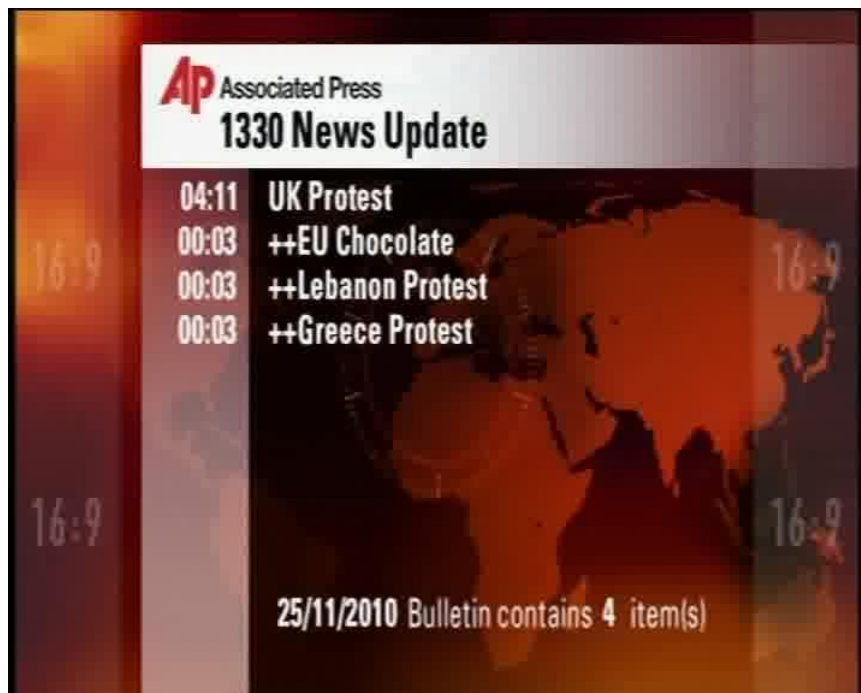 AP Associated Press
1330 News Update
04:11 UK Protest
00:03 ++EU Chocolate
00:03 ++Lebanon Protest
00:03 ++Greece Protest
16:9 16:9
16:9 16:9
25/11/2010 Bulletin contains 4 item(s)